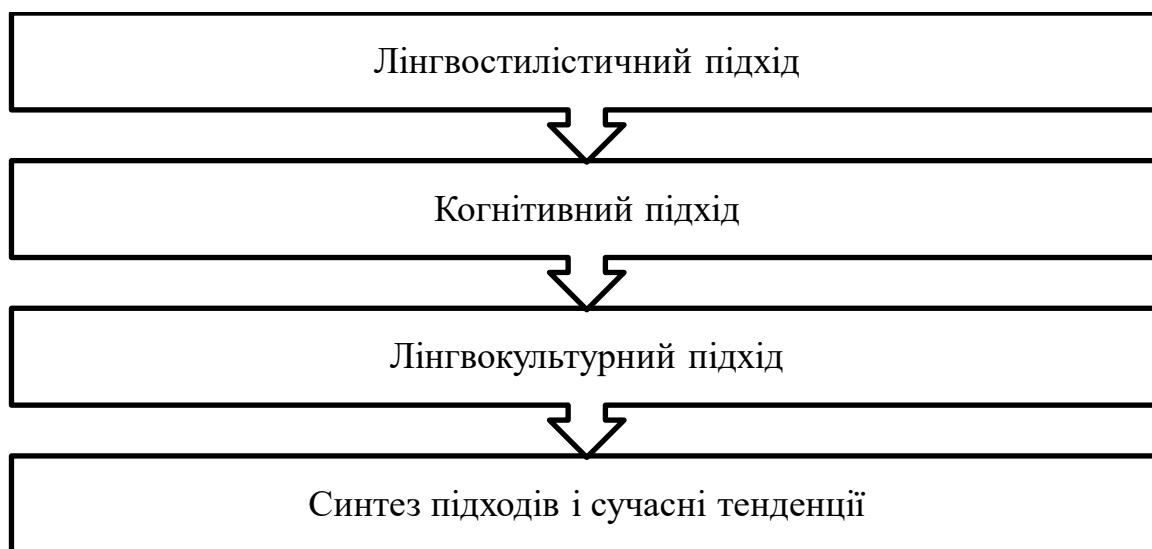 Лінгвостилістичний підхід
Когнітивний підхід
Лінгвокультурний підхід
Синтез підходів і сучасні тенденції